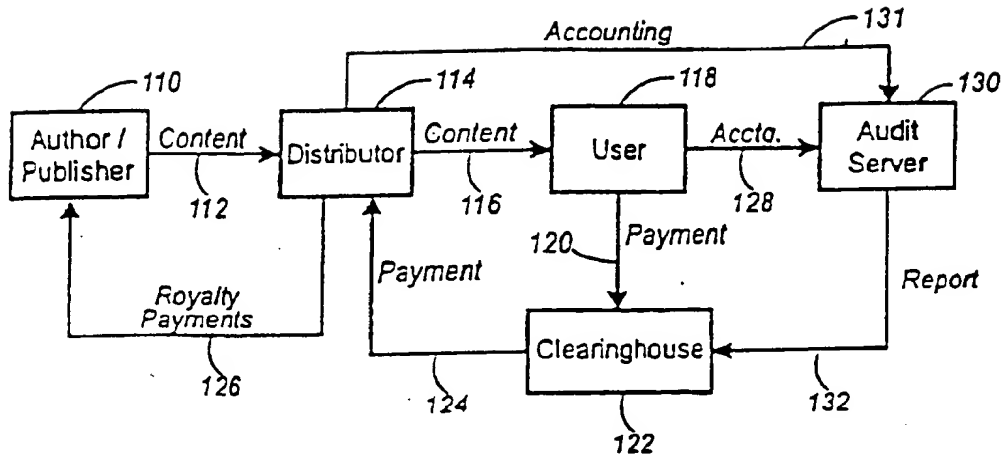 Accounting
131
110
114
118
130
Author /
Publisher
Content
112
Distributor
Content
116
User
Accta.
128
Audit
Server
120
Payment
Payment
Report
Royalty
Payments
126
Clearinghouse
124
132
122